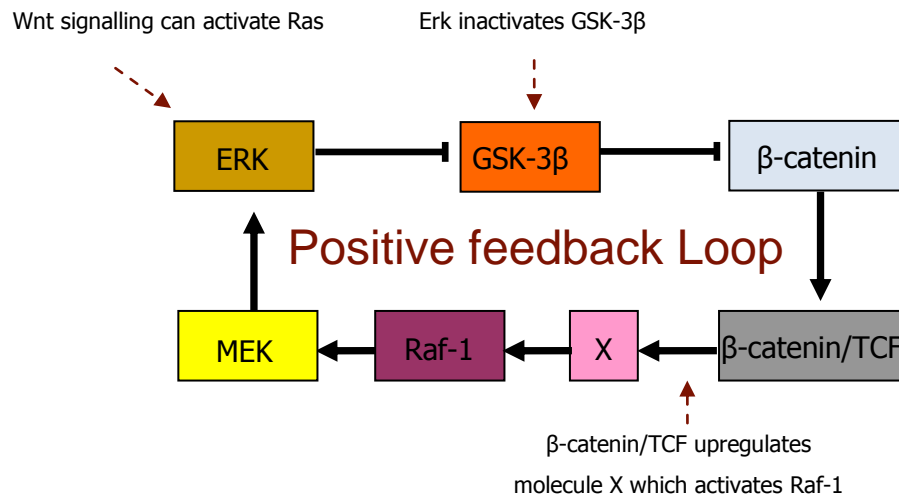 Wnt signalling can activate Ras
Erk inactivates GSK-3β
ERK
GSK-3β
β-catenin
Positive feedback Loop
MEK
Raf-1
X
β-catenin/TCF
β-catenin/TCF upregulates
molecule X which activates Raf-1